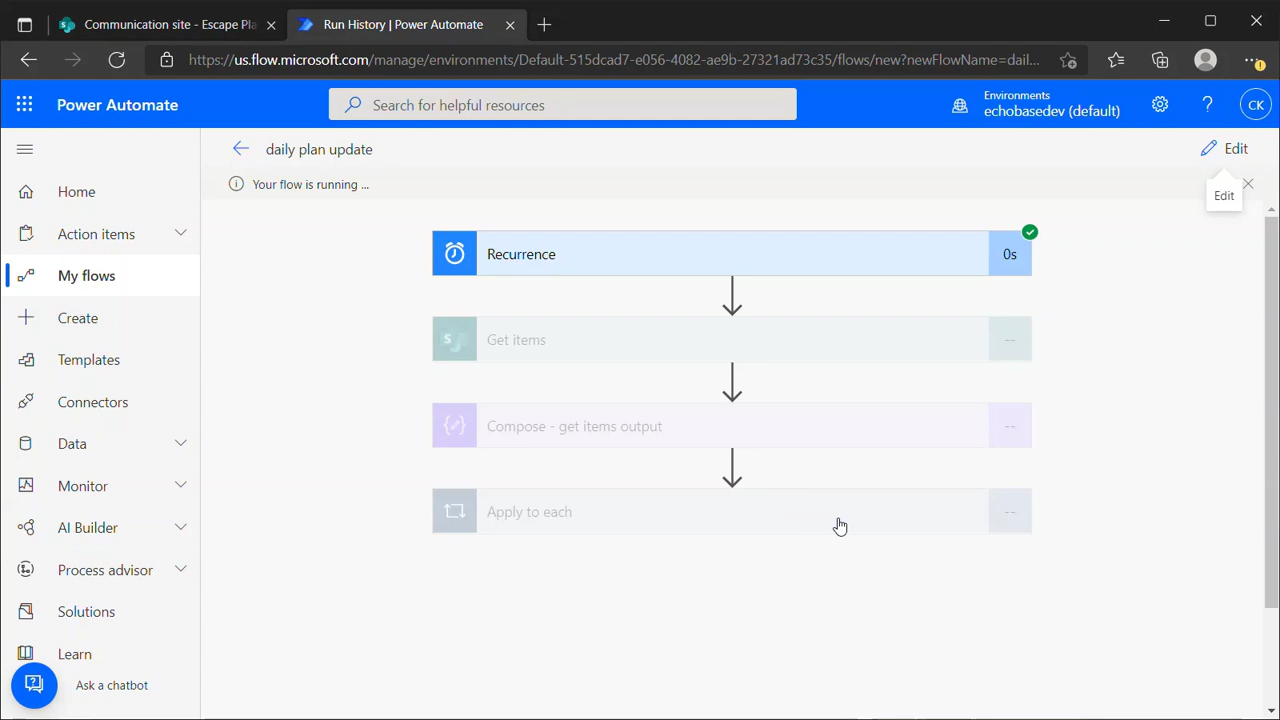 Communication site - Escape Pla
Run History | Power Automate
https://us.flow.microsoft.com/manage/environments/Default-515dcad7-e056-4082-ae9b-27321ad73c35/flows/new?newFlowName=dail...
Power Automate
Search for helpful resources
Environments
echobasedev (default)
CK
daily plan update
Edit
Your flow is running ...
Edit
Home
Action items
My flows
Create
Templates
Connectors
Data
Monitor
AI Builder
Process advisor
Solutions
Learn
Ask a chatbot
Recurrence
0s
Get items
--
Compose - get items output
--
Apply to each
--